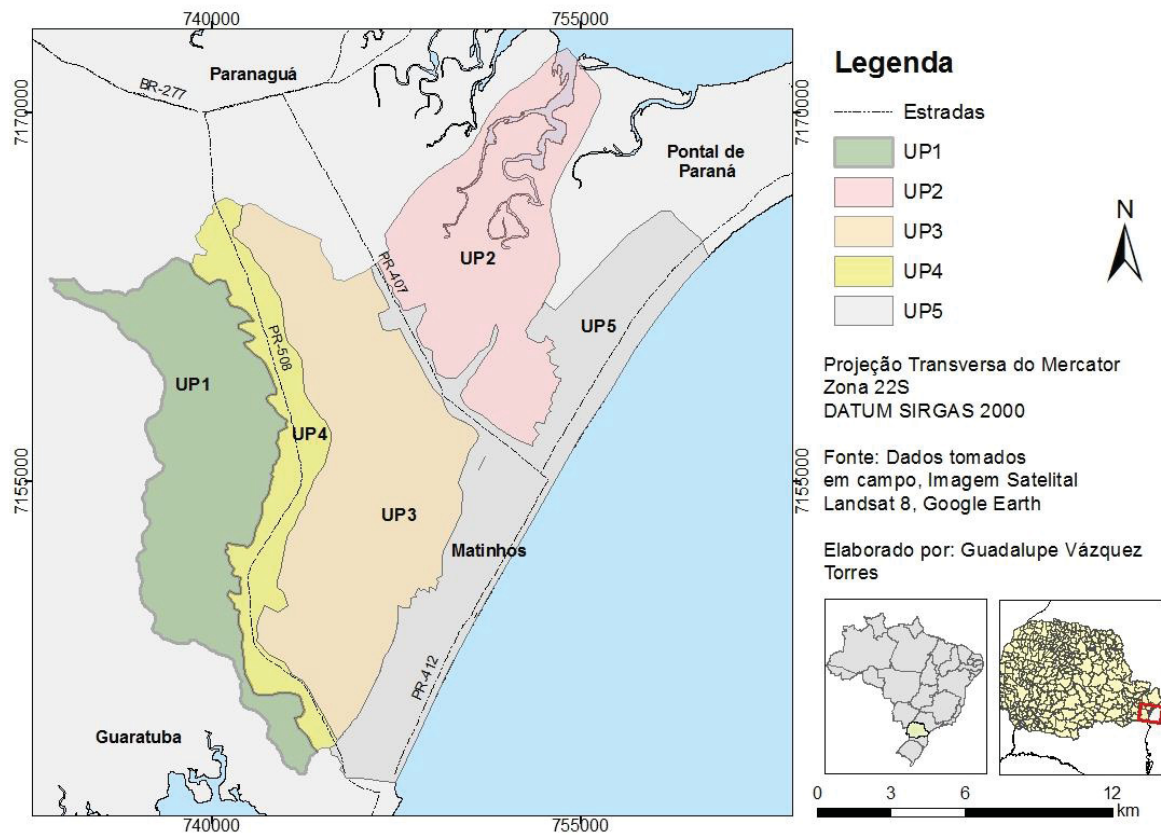 740000
755000
Paranaguá
BR-277
7170000
7170000
Pontal de
Paraná
UP2
PR-407
UP5
PR-508
UP1
UP4
7155000
7155000
UP3
Matinhos
PR-412
Guaratuba
740000
755000
Legenda
Estradas
UP1
UP2
UP3
UP4
UP5
N
Projeção Transversa do Mercator
Zona 22S
DATUM SIRGAS 2000
Fonte: Dados tomados
em campo, Imagem Satelital
Landsat 8, Google Earth
Elaborado por: Guadalupe Vázquez
Torres
0 3 6 12
km